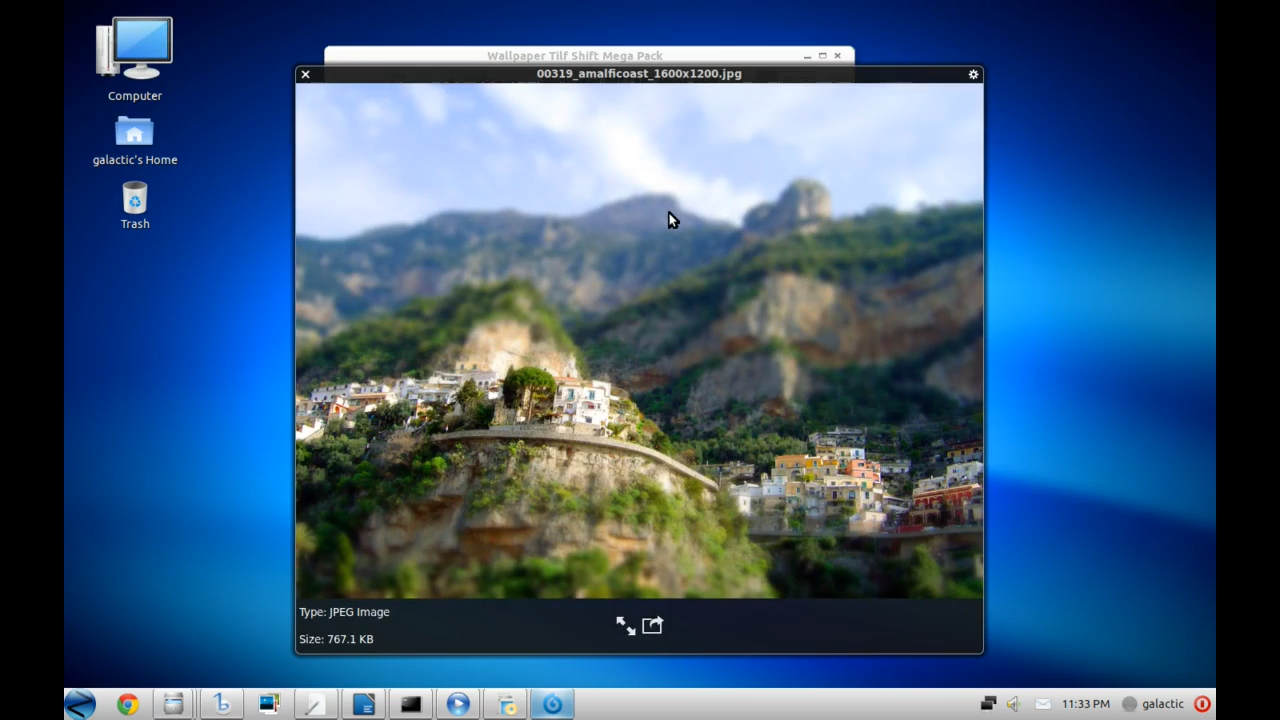 Computer
galactic's Home
Trash
Wallpaper Tilf Shift Mega Pack
00319_amalficoast_1600x1200.jpg
Type: JPEG Image
Size: 767.1 KB
11:33 PM
galactic